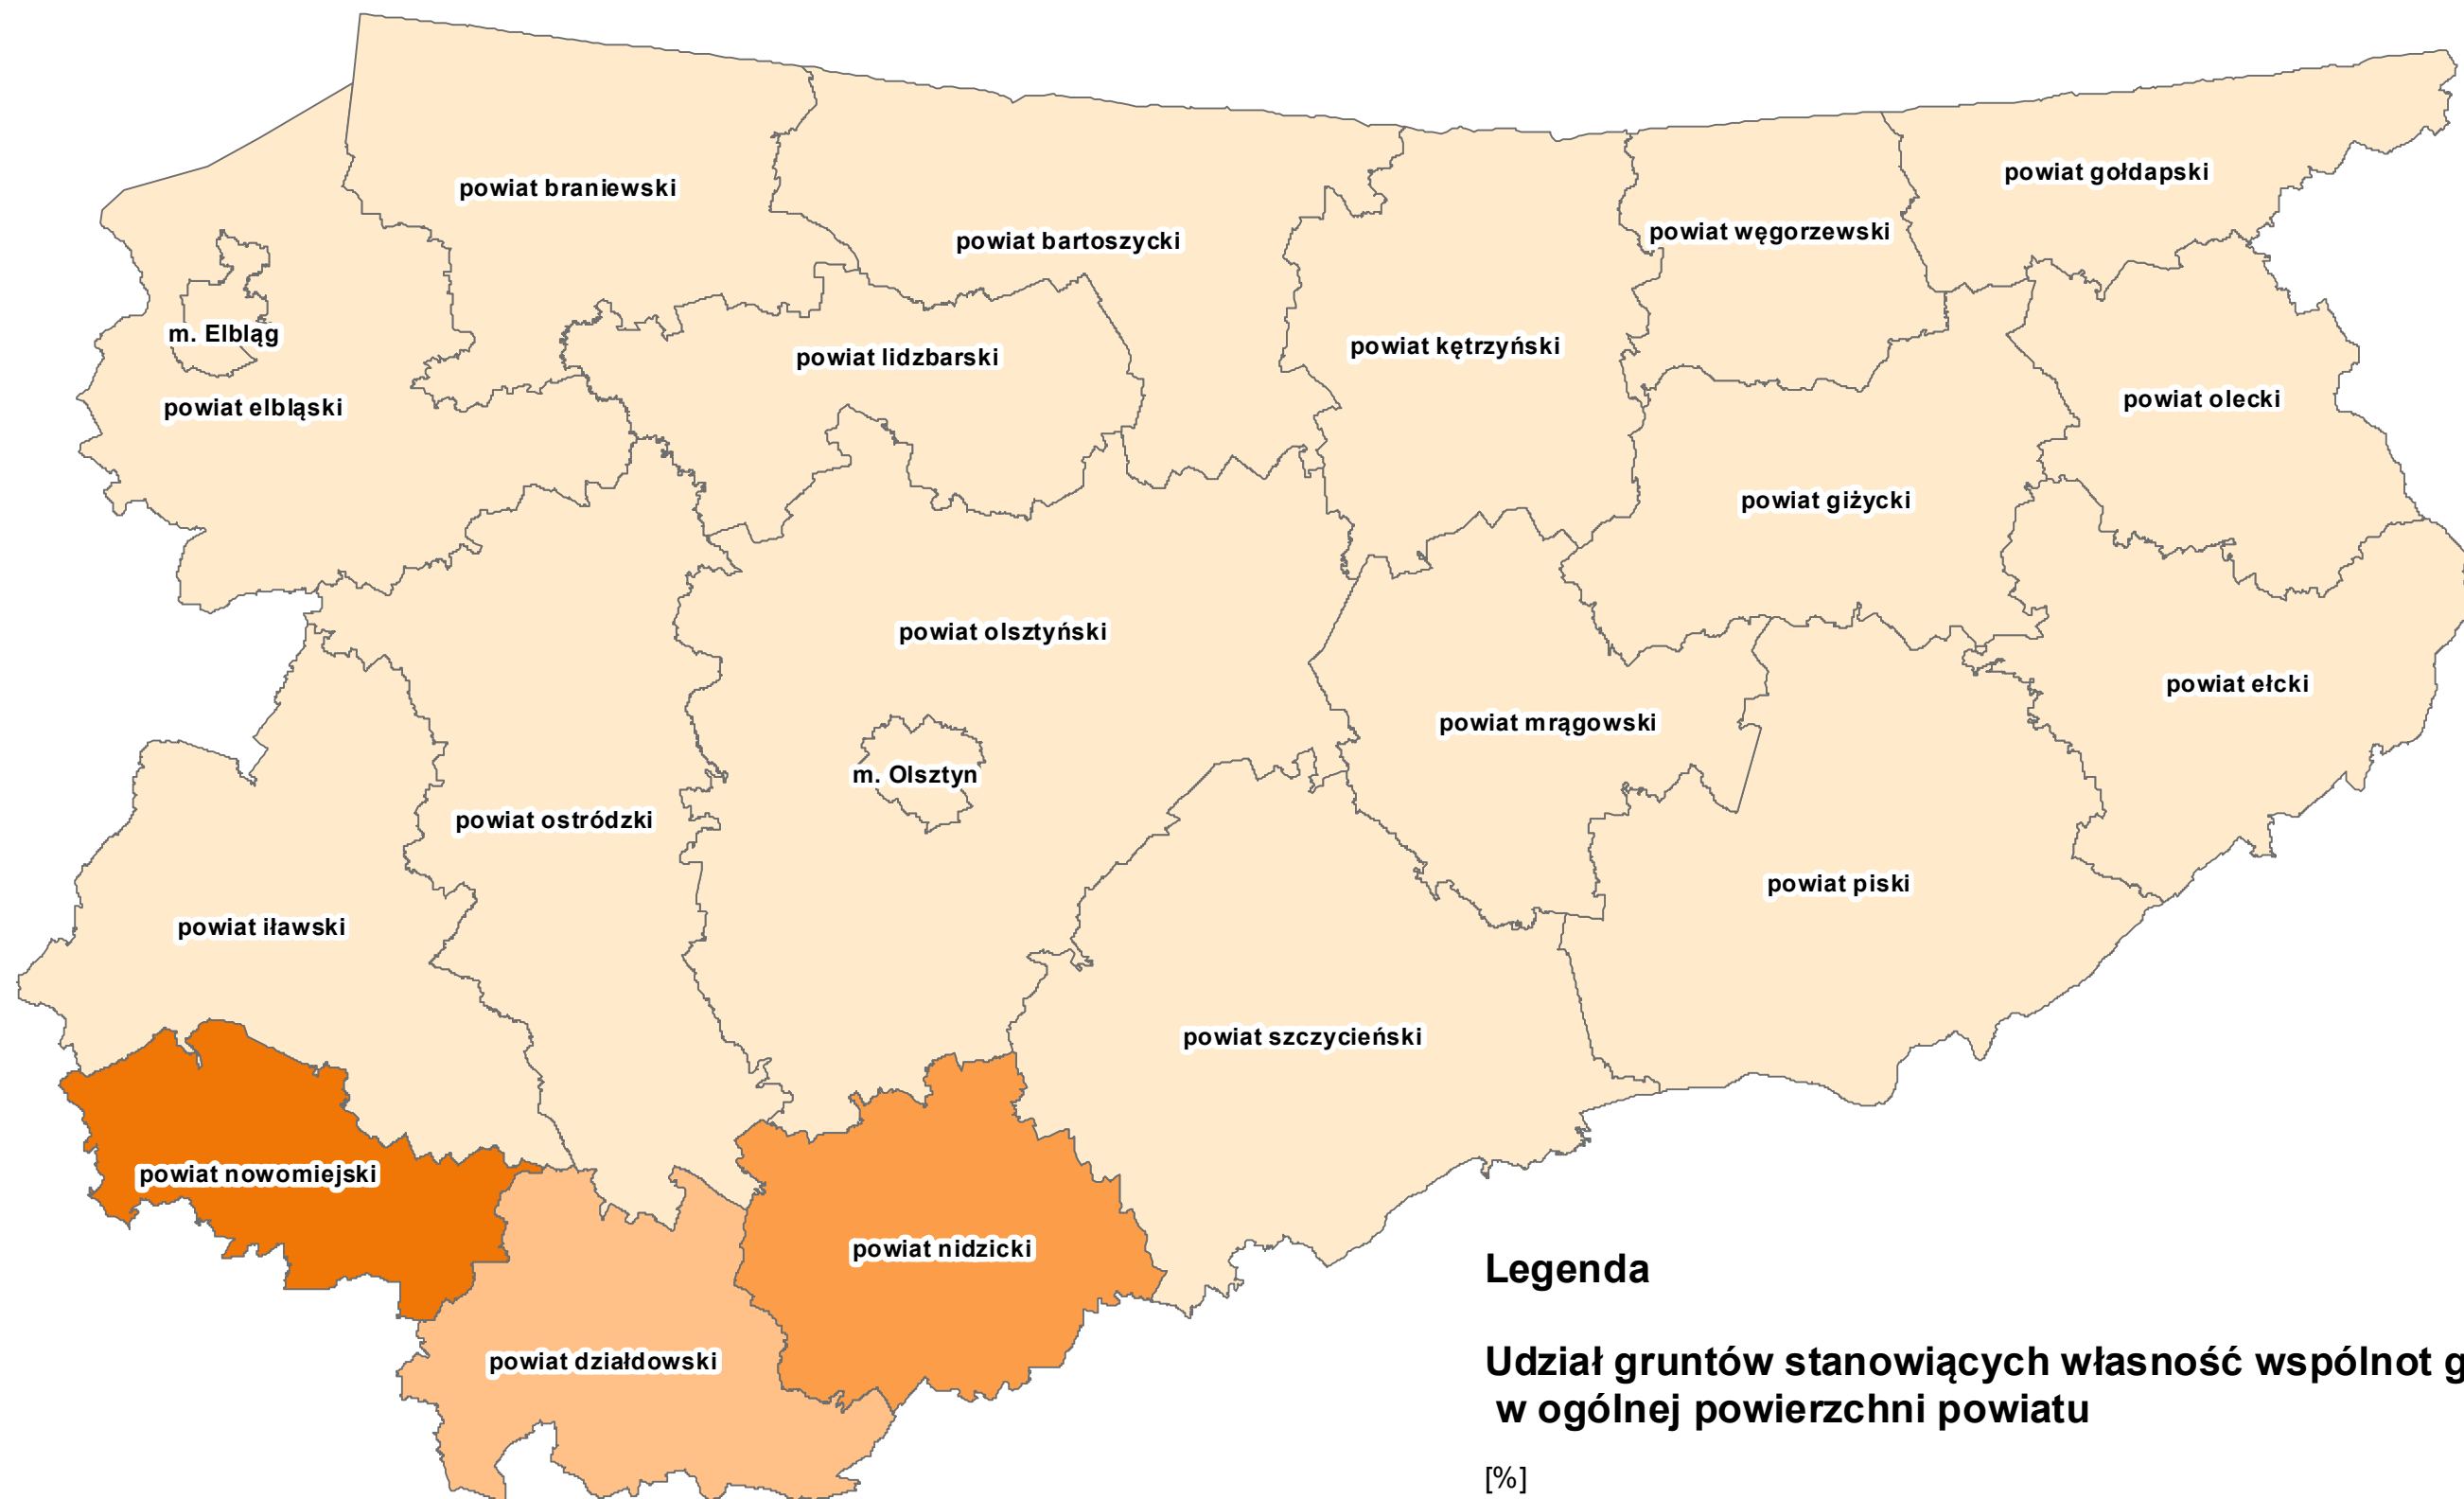 powiat gołdapski
powiat braniewski
powiat węgorzewski
powiat bartoszycki
m. Elbląg
powiat kętrzyński
powiat lidzbarski
powiat olecki
powiat elbląski
powiat giżycki
powiat olsztyński
powiat ełcki
powiat mrągowski
m. Olsztyn
powiat ostródzki
powiat piski
powiat iławski
powiat szczycieński
powiat nowomiejski
powiat nidzicki
powiat działdowski
Legenda
Udział gruntów stanowiących własność wspólnot
w ogólnej powierzchni powiatu
[%]